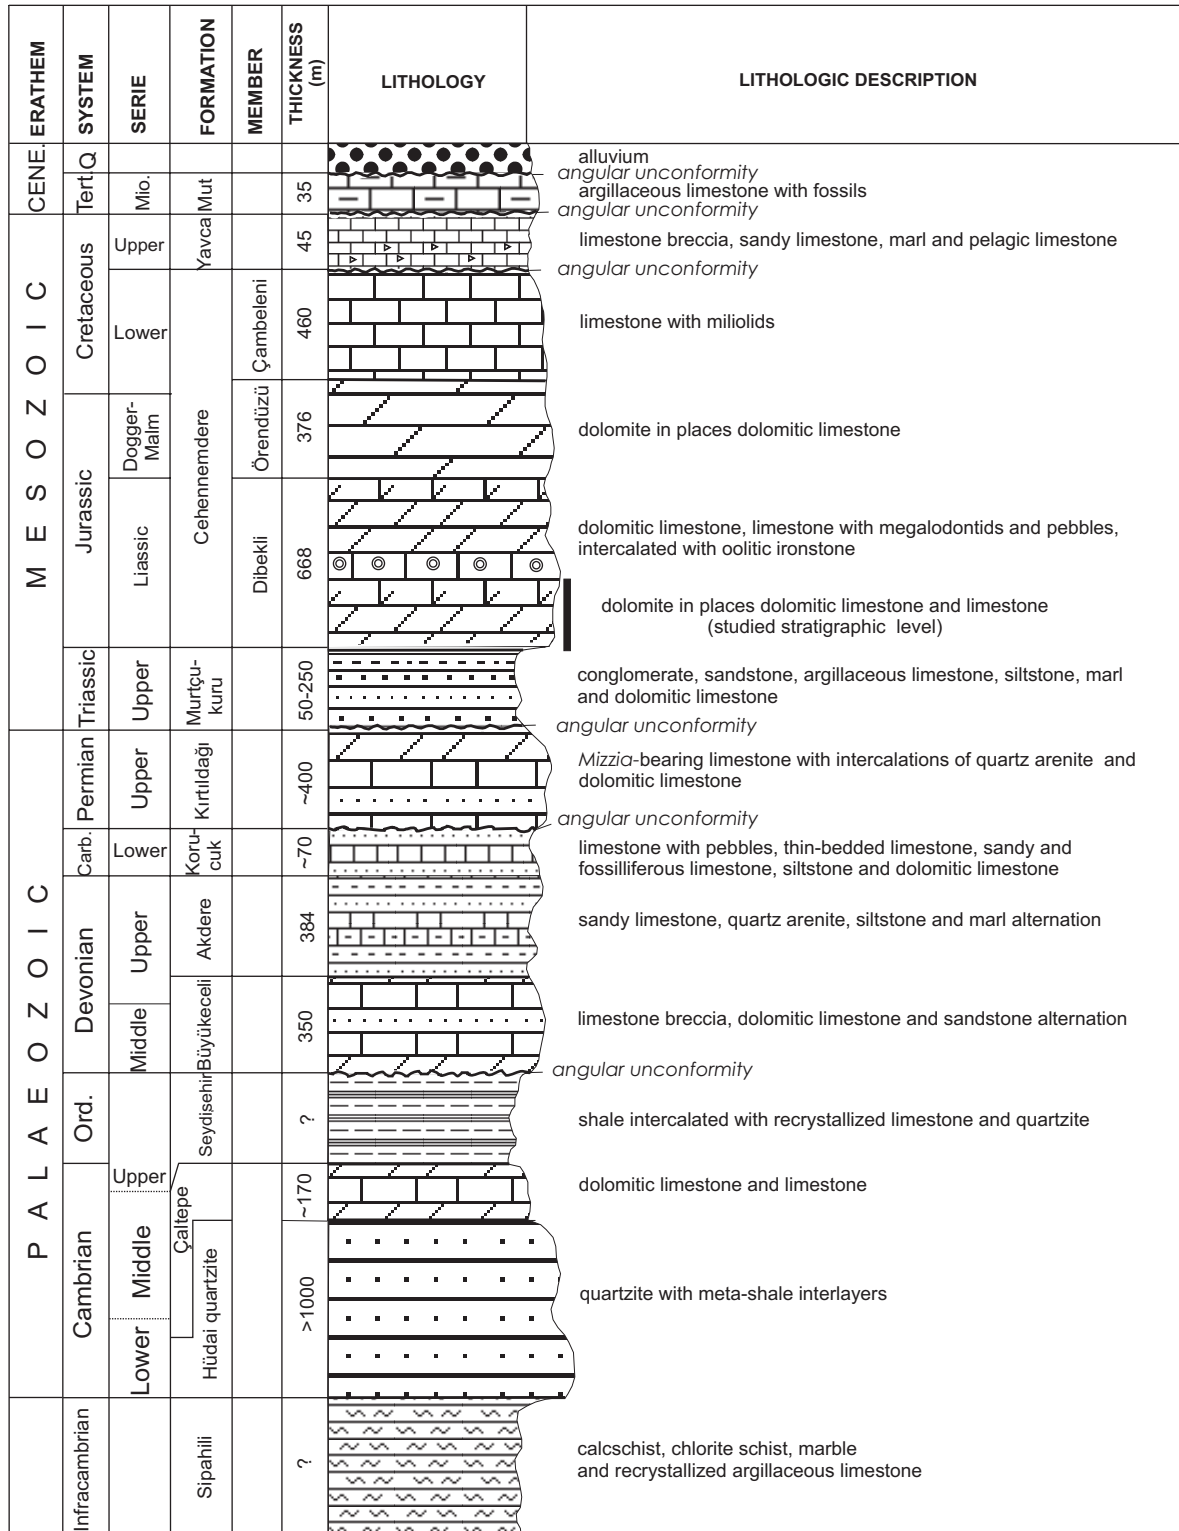 ERATHEM
SYSTEM
SERIE
FORMATION
MEMBER
THICKNESS
(m)
LITHOLOGY
LITHOLOGIC DESCRIPTION
CENE.
Q
alluvium
angular unconformity
Tert.
Mio.
Mut
35
argillaceous limestone with fossils
angular unconformity
MESOZOIC
Cretaceous
Upper
Yavca
45
limestone breccia, sandy limestone, marl and pelagic limestone
angular unconformity
Lower
Cehennemdere
Çambeleni
460
limestone with miliolids
Jurassic
Dogger-
Malm
Örendüzü
376
dolomite in places dolomitic limestone
Liassic
Dibekli
668
dolomitic limestone, limestone with megalodontids and pebbles,
intercalated with oolitic ironstone
dolomite in places dolomitic limestone and limestone
(studied stratigraphic level)
Triassic
Upper
Murtçu-
kuru
50-250
conglomerate, sandstone, argillaceous limestone, siltstone, marl
and dolomitic limestone
angular unconformity
PALAEOZOIC
Permian
Upper
Kırtıldağı
~400
Mizzia-bearing limestone with intercalations of quartz arenite and
dolomitic limestone
angular unconformity
Carb.
Lower
Koru-
cuk
~70
limestone with pebbles, thin-bedded limestone, sandy and
fossilliferous limestone, siltstone and dolomitic limestone
Devonian
Upper
Akdere
384
sandy limestone, quartz arenite, siltstone and marl alternation
Middle
Büyükeceli
350
limestone breccia, dolomitic limestone and sandstone alternation
angular unconformity
Ord.
Seydişehir
?
shale intercalated with recrystallized limestone and quartzite
Cambrian
Upper
Çaltepe
~170
dolomitic limestone and limestone
Middle
Hüdai quartzite
>1000
quartzite with meta-shale interlayers
Lower
Infracambrian
Sipahili
?
calcschist, chlorite schist, marble
and recrystallized argillaceous limestone